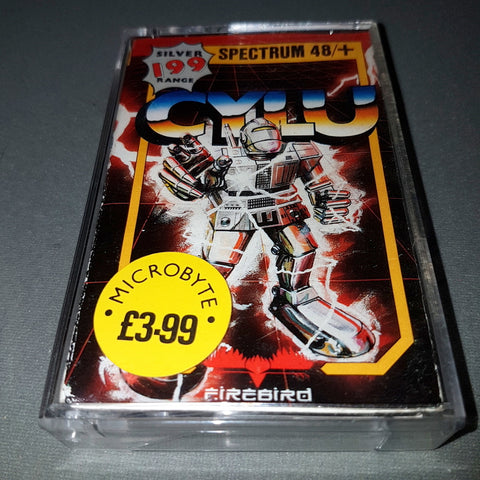 SILVER
199
RANGE
SPECTRUM 48/+
CYLU
• MICROBYTE •
£3-99
FIREBIRD